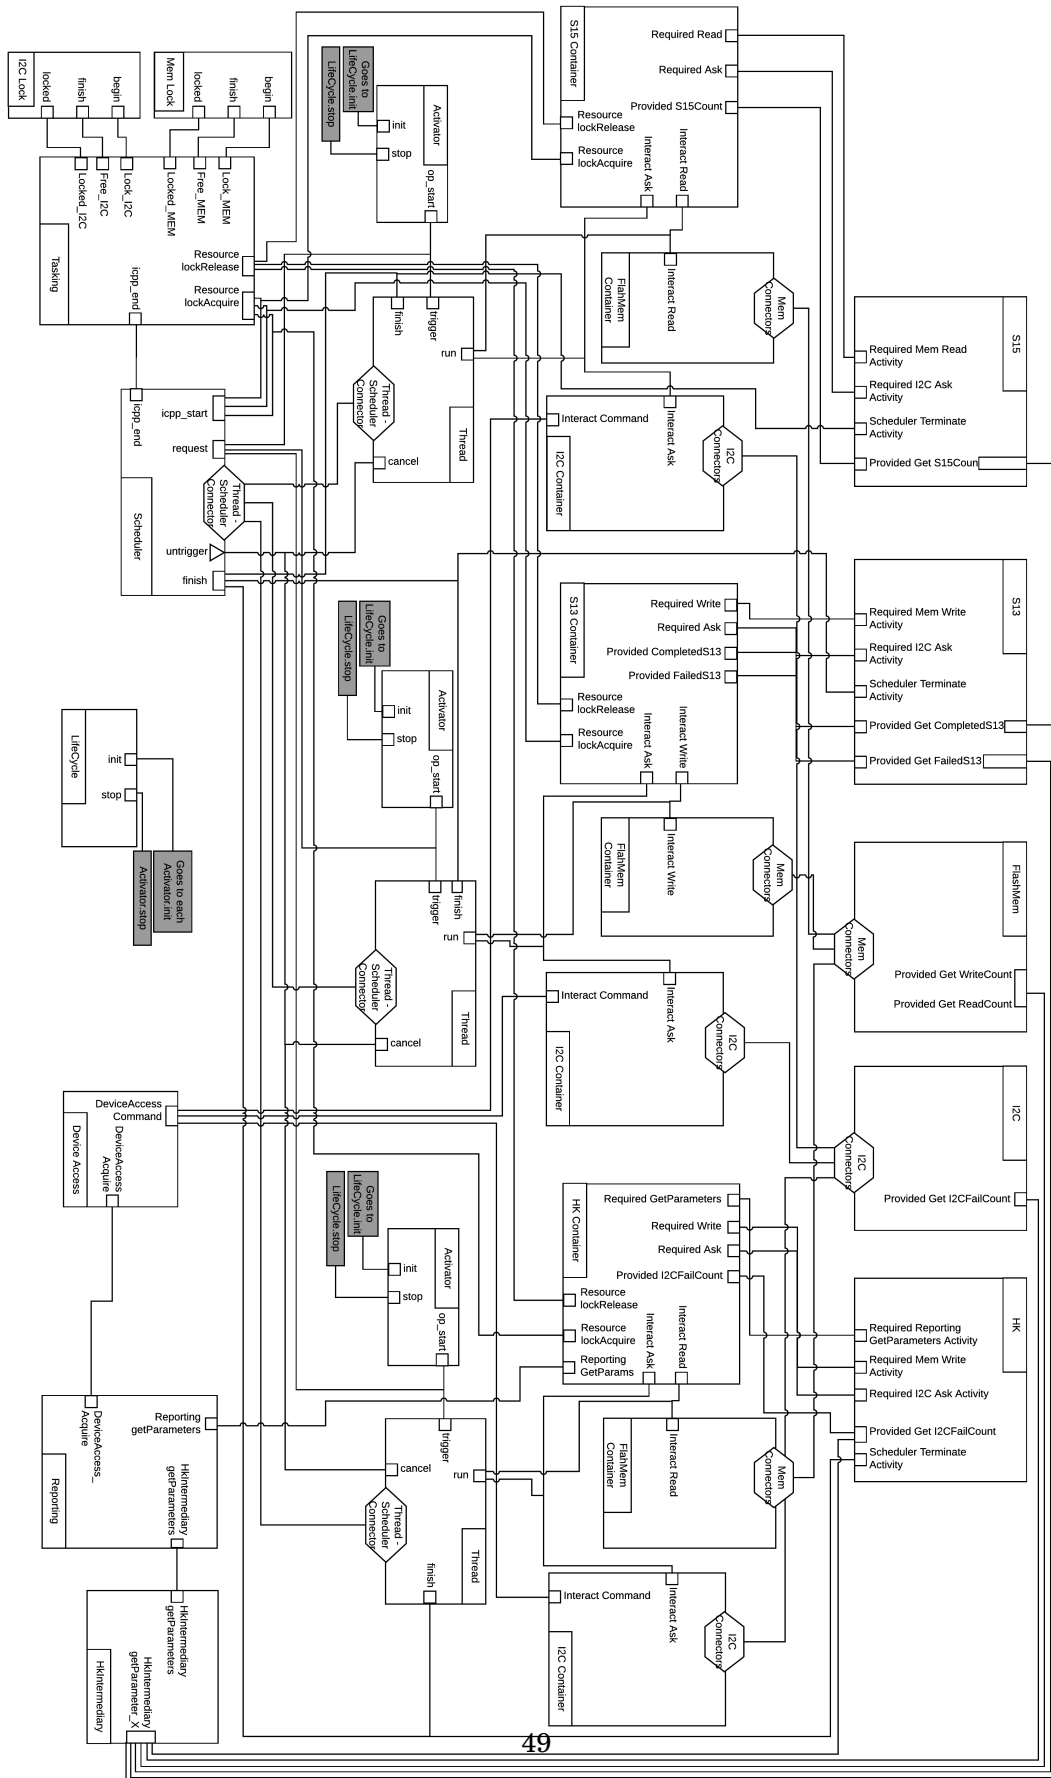 Required Read
Required Ask
Provided S15Count
S15 Container
Resource
lockRelease
Resource
lockAcquire
Interact Read
Interact Ask
Goes to
LifeCycle.init
LifeCycle.stop
Activator
init
stop
op_start
I2C Lock
locked
finish
begin
Mem Lock
locked
finish
begin
Locked_I2C
Free_I2C
Lock_I2C
Locked_MEM
Free_MEM
Lock_MEM
Resource
lockRelease
Resource
lockAcquire
icpp_end
Tasking
FlahMem
Container
Interact Read
Mem
Connectors
S15
Required Mem Read
Activity
Required I2C Ask
Activity
Scheduler Terminate
Activity
Provided Get S15Coun
finish
trigger
run
Thread -
Scheduler
Connector
cancel
Thread
icpp_end
icpp_start
request
Thread -
Scheduler
Connector
untrigger
finish
Scheduler
Interact Command
Interact Ask
I2C Container
I2C
Connectors
S13
Required Mem Write
Activity
Required I2C Ask
Activity
Scheduler Terminate
Activity
Provided Get CompletedS13
Provided Get FailedS13
Required Write
Required Ask
Provided CompletedS13
Provided FailedS13
S13 Container
Resource
lockRelease
Resource
lockAcquire
Interact Write
Interact Ask
Goes to
LifeCycle.init
LifeCycle.stop
Activator
init
stop
op_start
LifeCycle
init
stop
Goes to each
Activator.init
Activator.stop
FlahMem
Container
Interact Write
Mem
Connectors
FlashMem
Mem
Connectors
Provided Get WriteCount
Provided Get ReadCount
finish
trigger
run
Thread -
Scheduler
Connector
cancel
Thread
Interact Command
Interact Ask
I2C Container
I2C
Connectors
I2C
I2C
Connectors
Provided Get I2CFailCount
DeviceAccess
Command
DeviceAccess
Acquire
Device Access
Goes to
LifeCycle.init
LifeCycle.stop
Activator
init
stop
op_start
Required GetParameters
Required Write
Required Ask
Provided I2CFailCount
HK Container
Resource
lockRelease
Resource
lockAcquire
Reporting
GetParams
Interact Read
Interact Ask
HK
Required Reporting
GetParameters Activity
Required Mem Write
Activity
Required I2C Ask Activity
Provided Get I2CFailCount
Scheduler Terminate
Activity
DeviceAccess_
Acquire
Reporting
getParameters
HkIntermediary
getParameters
Reporting
trigger
cancel
run
Thread -
Scheduler
Connector
finish
Thread
FlahMem
Container
Interact Read
Mem
Connectors
HkIntermediary
getParameters
HkIntermediary
getParameter_X
HkIntermediary
Interact Command
Interact Ask
I2C Container
I2C
Connectors
49